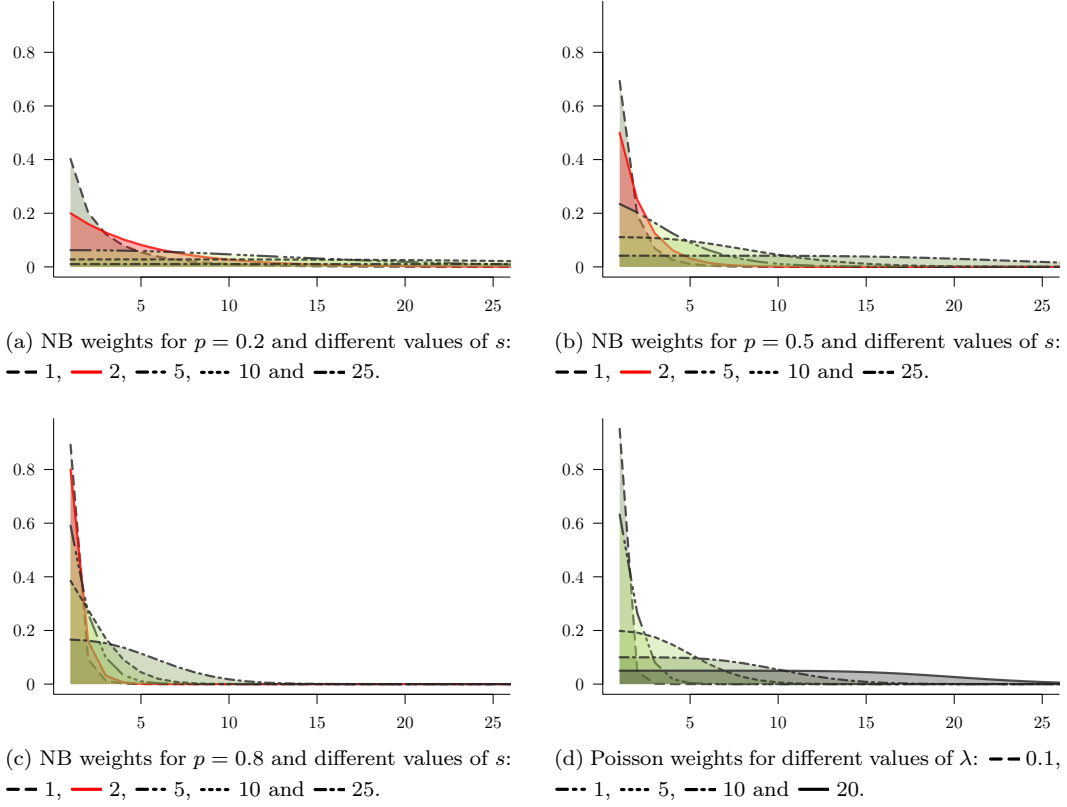 0.8
0.6
0.4
0.2
0
5 10 15 20 25
(a) NB weights for p = 0.2 and different values of s:
1, 2, 5, 10 and 25.
0.8
0.6
0.4
0.2
0
5 10 15 20 25
(b) NB weights for p = 0.5 and different values of s:
1, 2, 5, 10 and 25.
0.8
0.6
0.4
0.2
0
5 10 15 20 25
(c) NB weights for p = 0.8 and different values of s:
1, 2, 5, 10 and 25.
0.8
0.6
0.4
0.2
0
5 10 15 20 25
(d) Poisson weights for different values of λ: 0.1,
1, 5, 10 and 20.